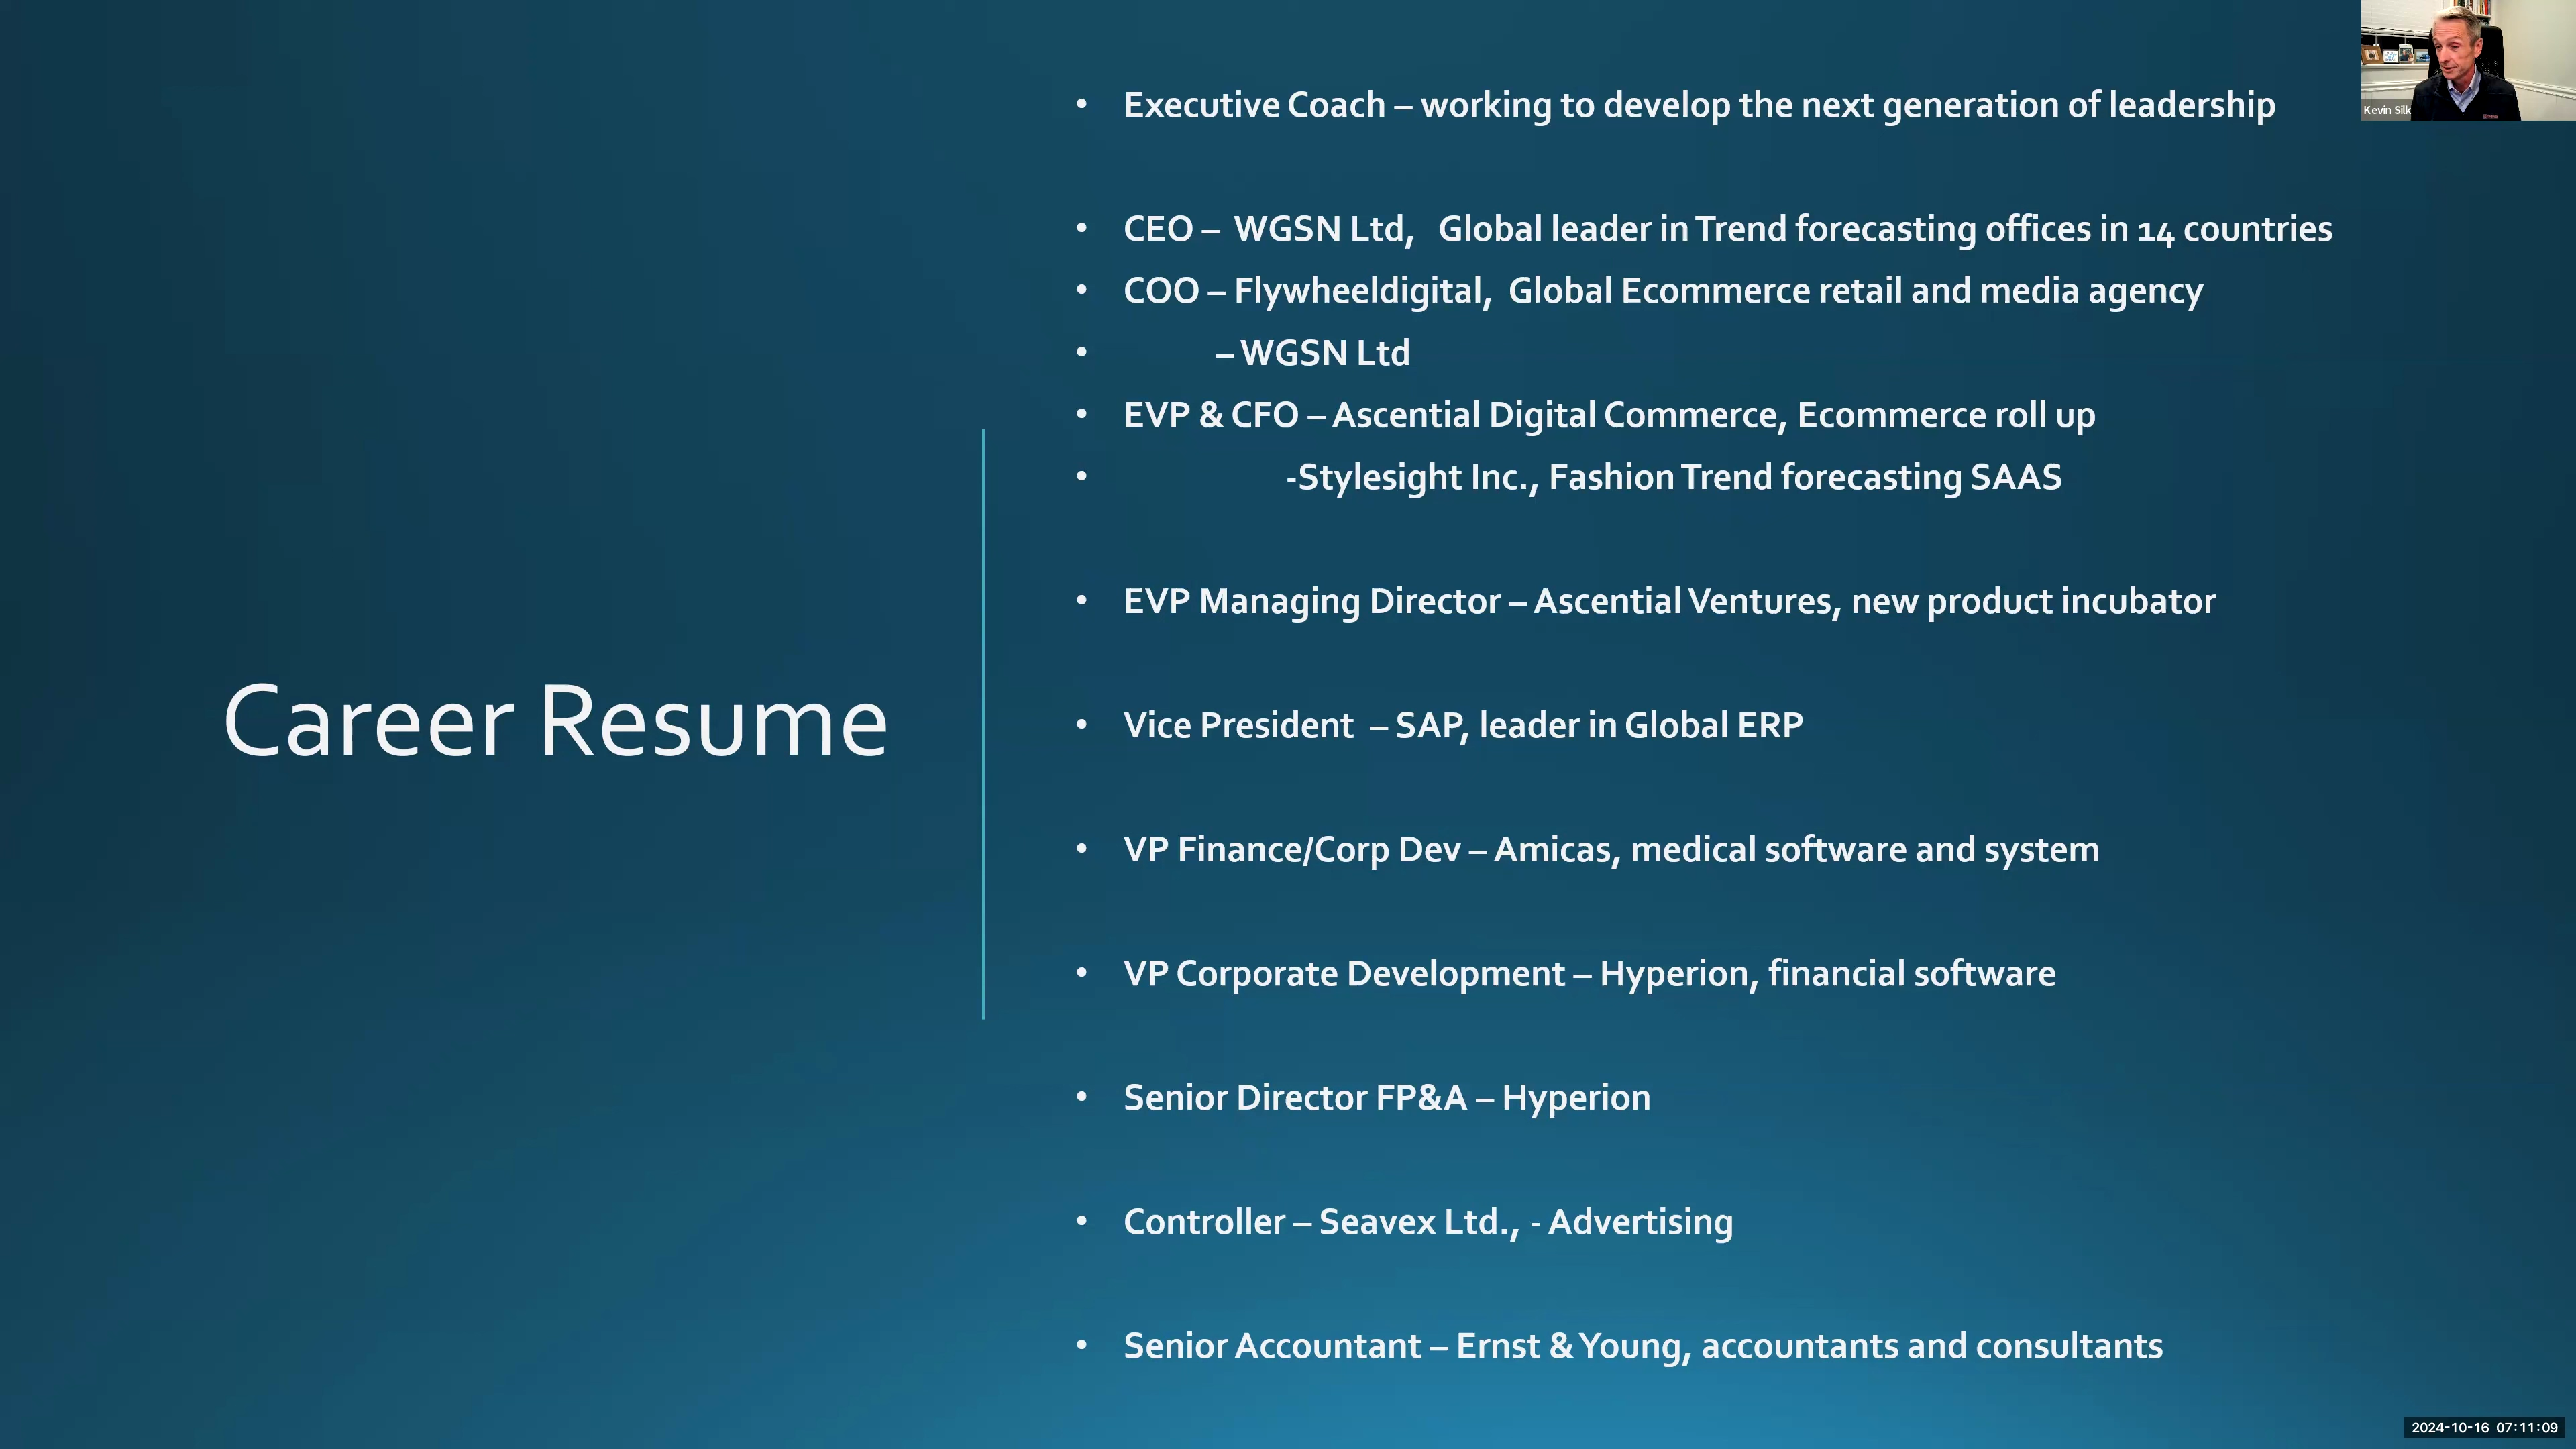 Executive Coach – working to develop the next generation of leadership
Kevin Silk
CEO – WGSN Ltd, Global leader in Trend forecasting offices in 14 countries
COO – Flywheeldigital, Global Ecommerce retail and media agency
– WGSN Ltd
EVP & CFO – Ascential Digital Commerce, Ecommerce roll up
-Stylesight Inc., Fashion Trend forecasting SAAS
EVP Managing Director – Ascential Ventures, new product incubator
Career Resume
Vice President – SAP, leader in Global ERP
VP Finance/Corp Dev – Amicas, medical software and system
VP Corporate Development – Hyperion, financial software
Senior Director FP&A – Hyperion
Controller – Seavex Ltd., - Advertising
Senior Accountant – Ernst & Young, accountants and consultants
2024-10-16 07:11:09